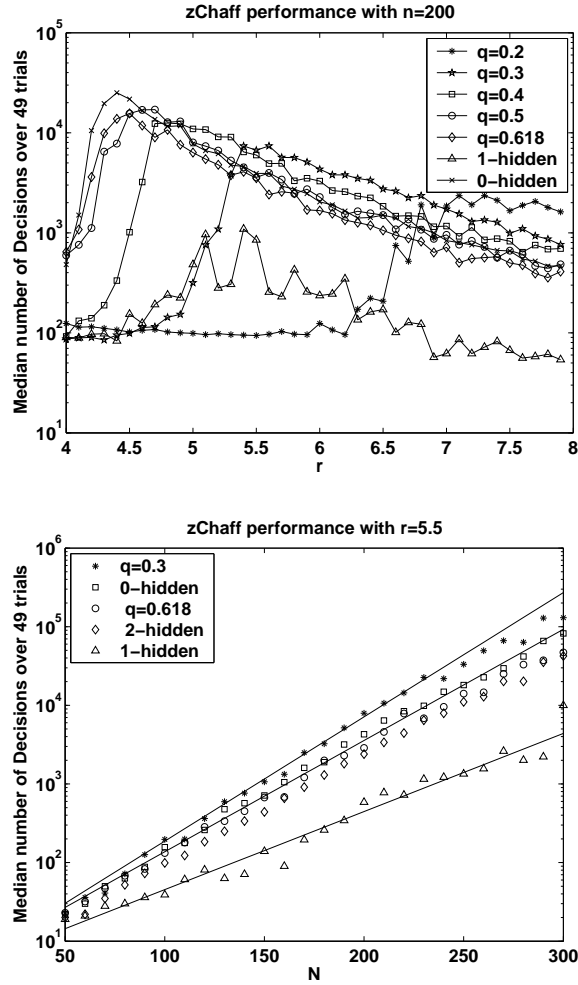 zChaff performance with n=200
Median number of Decisions over 49 trials
10^5
10^4
10^3
10^2
10^1
4 4.5 5 5.5 6 6.5 7 7.5 8
r
q=0.2
q=0.3
q=0.4
q=0.5
q=0.618
1-hidden
0-hidden
zChaff performance with r=5.5
Median number of Decisions over 49 trials
10^6
10^5
10^4
10^3
10^2
10^1
50 100 150 200 250 300
N
q=0.3
0-hidden
q=0.618
2-hidden
1-hidden